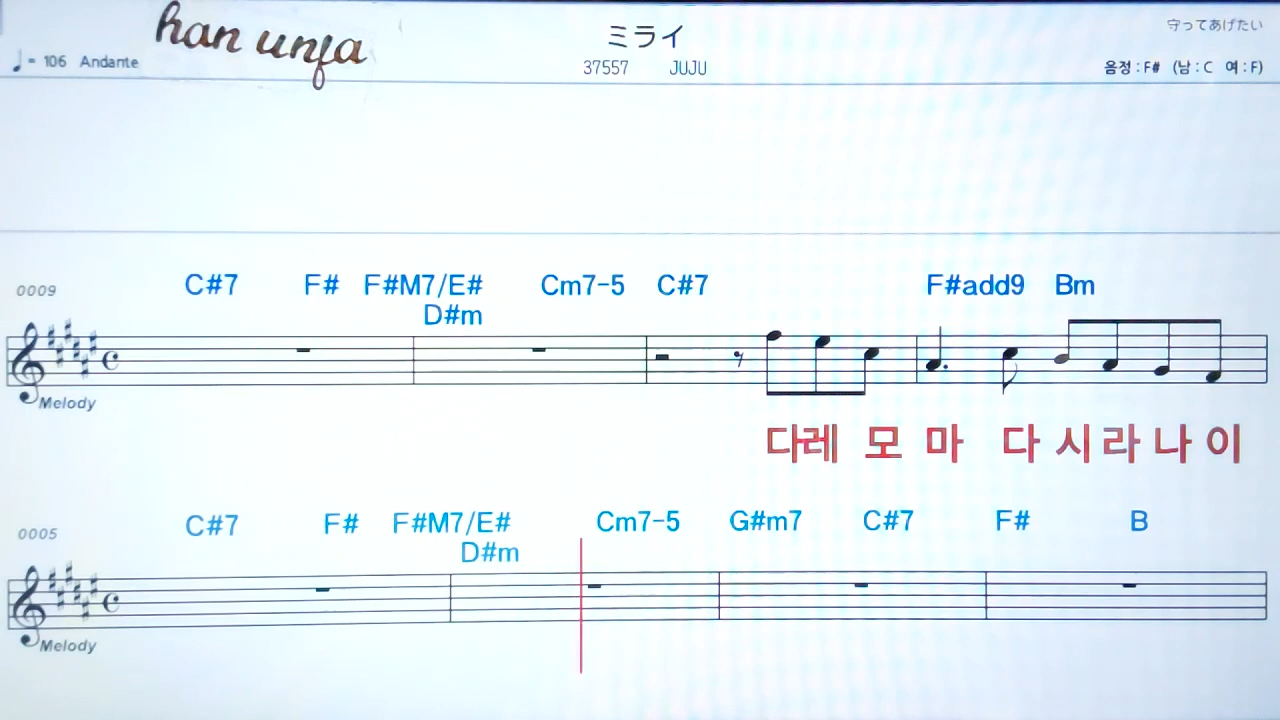 han unja
ミライ
守ってあげたい
♩= 106 Andante
37557 JUJU
음정 : F# (남 : C 여 : F)
0009
C#7 F# F#M7/E# Cm7-5 C#7 F#add9 Bm
D#m
Melody
다레 모 마 다 시 라 나 이
0005
C#7 F# F#M7/E# Cm7-5 G#m7 C#7 F# B
D#m
Melody